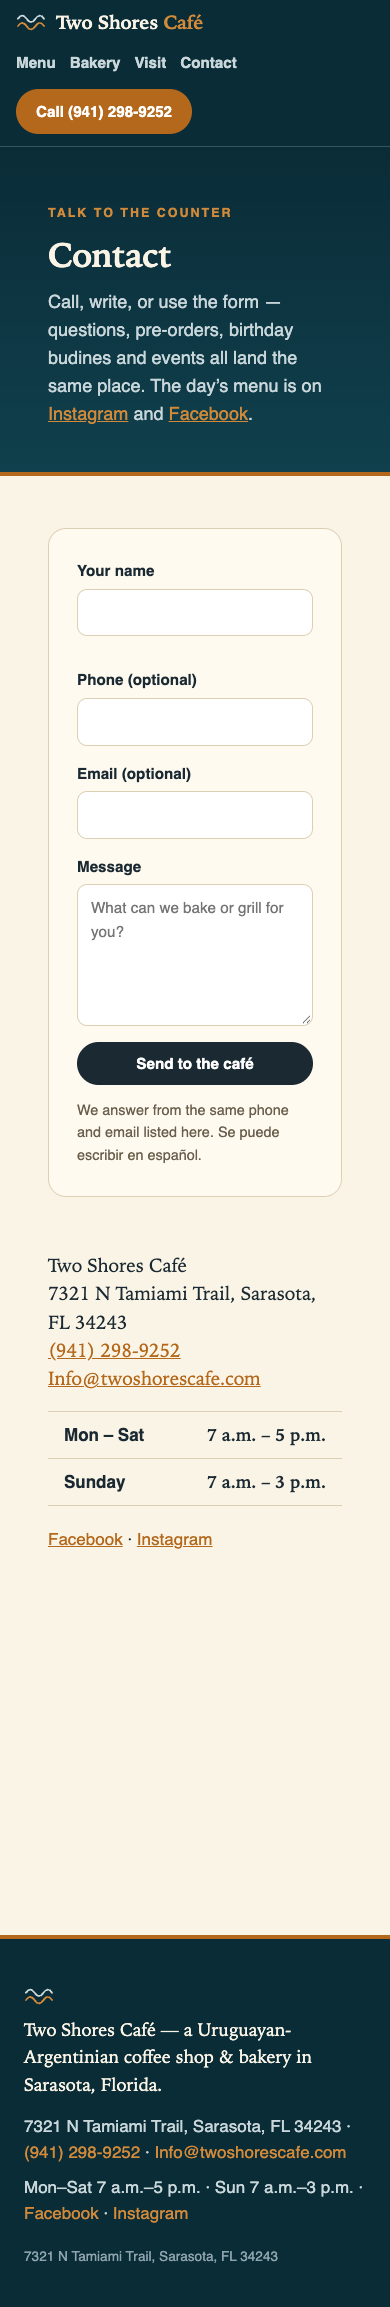 Two Shores Café
Menu Bakery Visit Contact
Call (941) 298-9252
TALK TO THE COUNTER
Contact
Call, write, or use the form —
questions, pre-orders, birthday
budines and events all land the
same place. The day’s menu is on
Instagram and Facebook.
Your name
Phone (optional)
Email (optional)
Message
What can we bake or grill for
you?
Send to the café
We answer from the same phone
and email listed here. Se puede
escribir en español.
Two Shores Café
7321 N Tamiami Trail, Sarasota,
FL 34243
(941) 298-9252
Info@twoshorescafe.com
Mon – Sat 7 a.m. – 5 p.m.
Sunday 7 a.m. – 3 p.m.
Facebook · Instagram
Two Shores Café — a Uruguayan-
Argentinian coffee shop & bakery in
Sarasota, Florida.
7321 N Tamiami Trail, Sarasota, FL 34243 ·
(941) 298-9252 · Info@twoshorescafe.com
Mon–Sat 7 a.m.–5 p.m. · Sun 7 a.m.–3 p.m. ·
Facebook · Instagram
7321 N Tamiami Trail, Sarasota, FL 34243